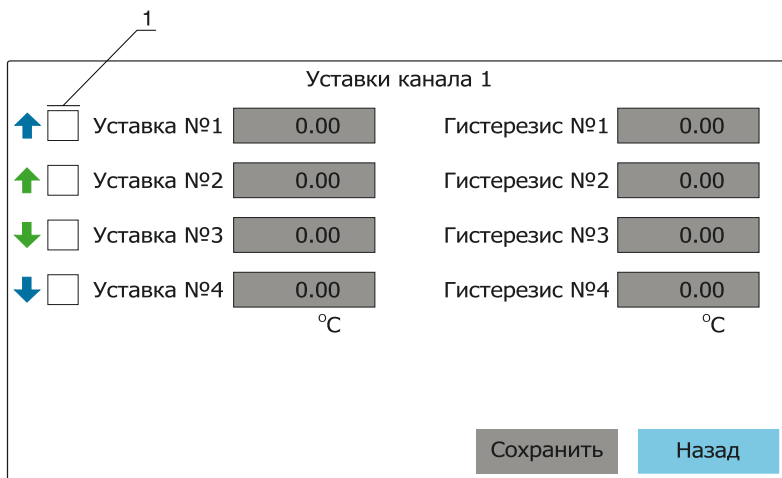 1
Уставки канала 1
Уставка №1 0.00 Гистерезис №1 0.00
Уставка №2 0.00 Гистерезис №2 0.00
Уставка №3 0.00 Гистерезис №3 0.00
Уставка №4 0.00 Гистерезис №4 0.00
°C °C
Сохранить Назад